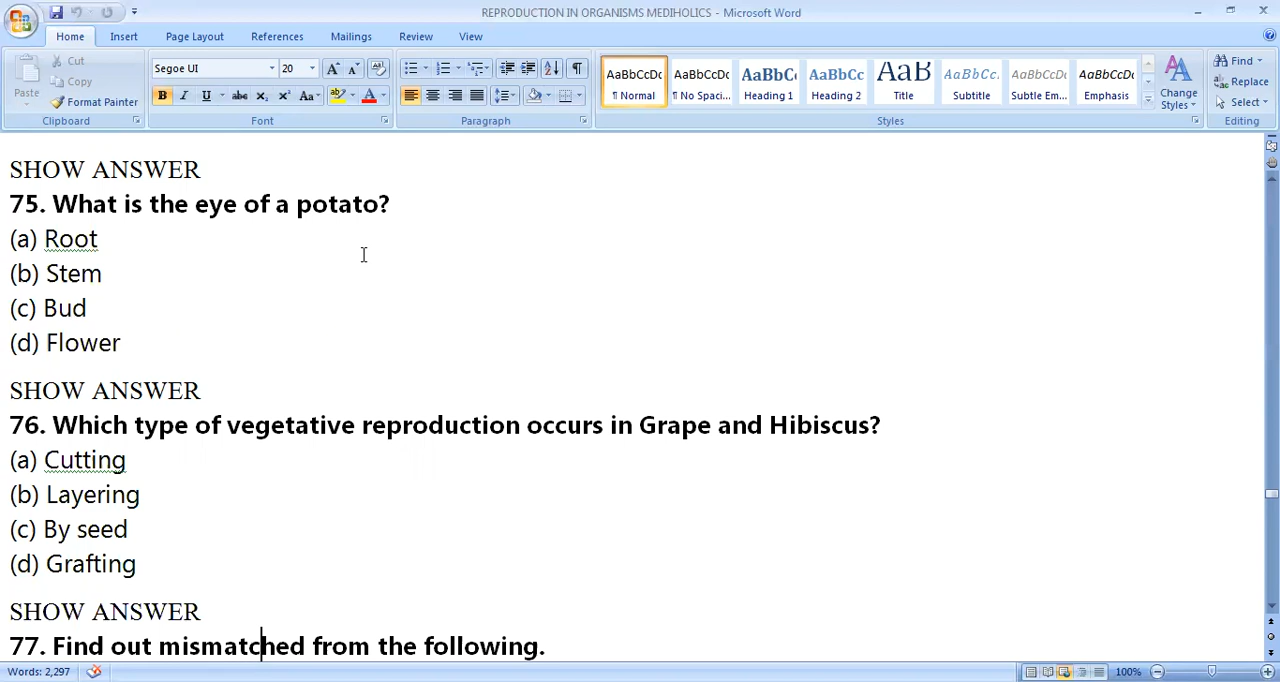 REPRODUCTION IN ORGANISMS MEDIHOLICS - Microsoft Word
Home Insert Page Layout References Mailings Review View
Paste
Cut
Copy
Format Painter
Clipboard
Segoe UI 20
Font
Paragraph
AaBbCcDc AaBbCcDc AaBbC AaBbCc AaB AaBbCc. AaBbCcDc AaBbCcDc
¶ Normal ¶ No Spaci... Heading 1 Heading 2 Title Subtitle Subtle Em... Emphasis
Change Styles
Styles
Find
Replace
Select
Editing
SHOW ANSWER
75. What is the eye of a potato?
(a) Root
(b) Stem
(c) Bud
(d) Flower
SHOW ANSWER
76. Which type of vegetative reproduction occurs in Grape and Hibiscus?
(a) Cutting
(b) Layering
(c) By seed
(d) Grafting
SHOW ANSWER
77. Find out mismatched from the following.
Words: 2,297
100%